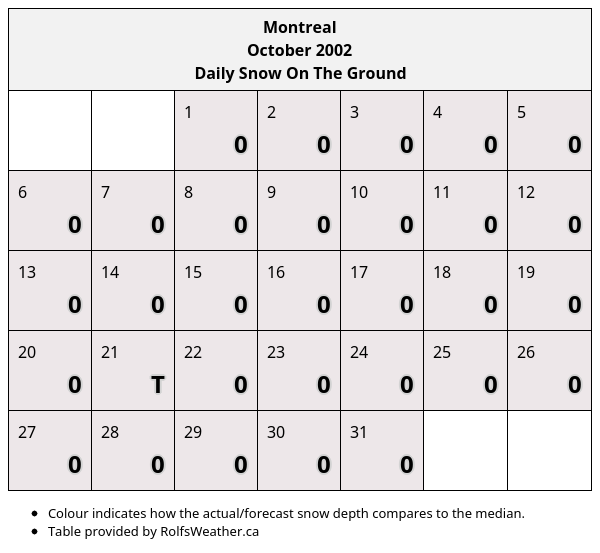 Montreal
October 2002
Daily Snow On The Ground
1 2 3 4 5
0 0 0 0 0
6 7 8 9 10 11 12
0 0 0 0 0 0 0
13 14 15 16 17 18 19
0 0 0 0 0 0 0
20 21 22 23 24 25 26
0 T 0 0 0 0 0
27 28 29 30 31
0 0 0 0 0
Colour indicates how the actual/forecast snow depth compares to the median.
Table provided by RolfsWeather.ca